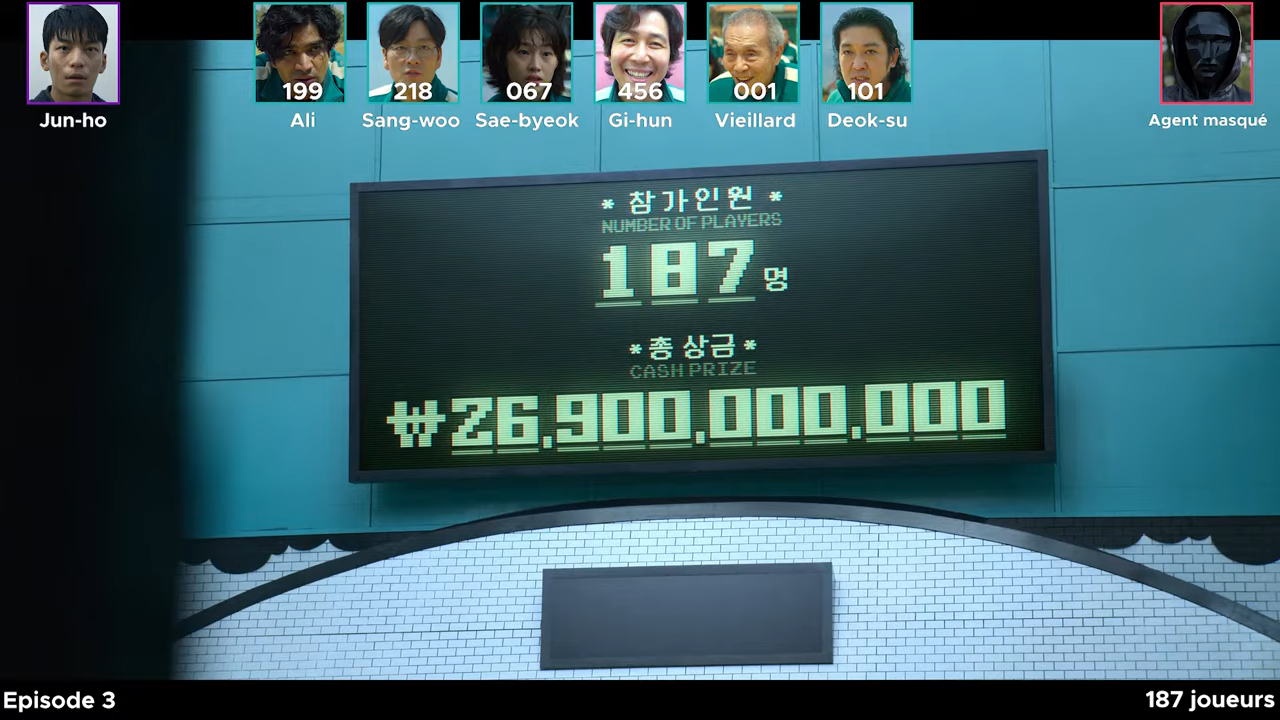 199
218
067
456
001
101
Jun-ho
Ali
Sang-woo
Sae-byeok
Gi-hun
Vieillard
Deok-su
Agent masqué
* 참가인원 *
NUMBER OF PLAYERS
187 명
* 총 상금 *
CASH PRIZE
₩26,900,000,000
Episode 3
187 joueurs